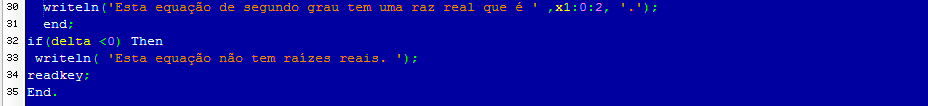 30 writeln('Esta equação de segundo grau tem uma raz real que é ' ,x1:0:2, '.');
31 end;
32 if(delta <0) Then
33 writeln( 'Esta equação não tem raízes reais. ');
34 readkey;
35 End.